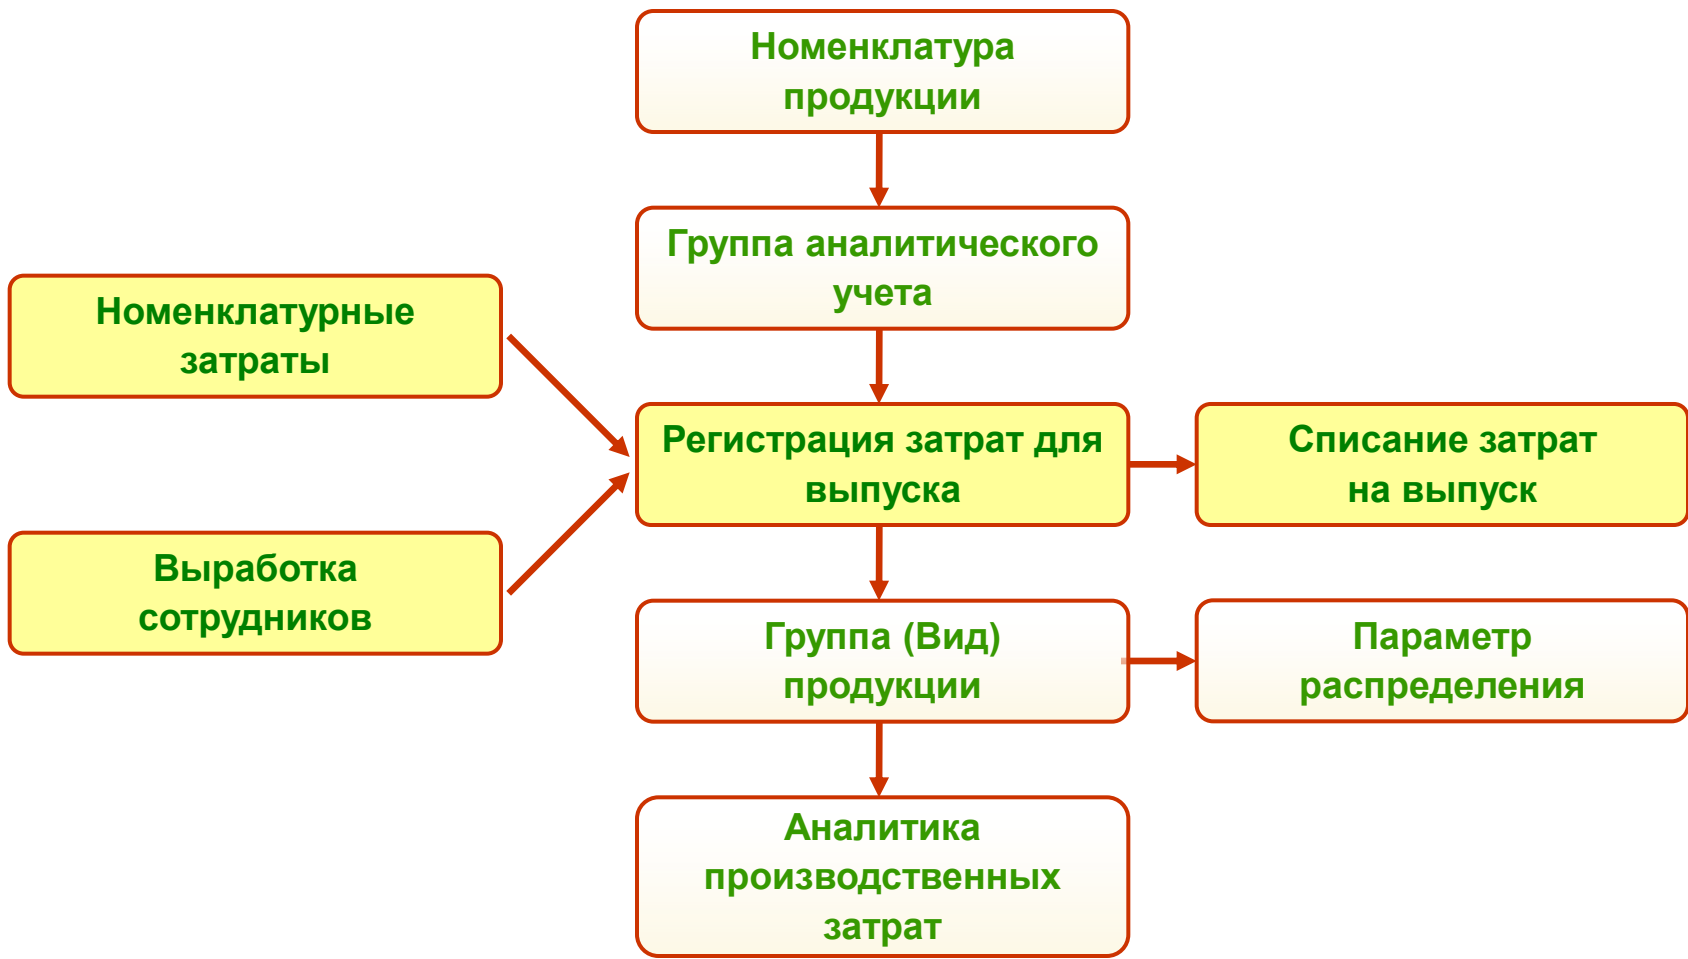 Номенклатура
продукции
Группа аналитического
учета
Номенклатурные
затраты
Регистрация затрат для
выпуска
Списание затрат
на выпуск
Выработка
сотрудников
Группа (Вид)
продукции
Параметр
распределения
Аналитика
производственных
затрат